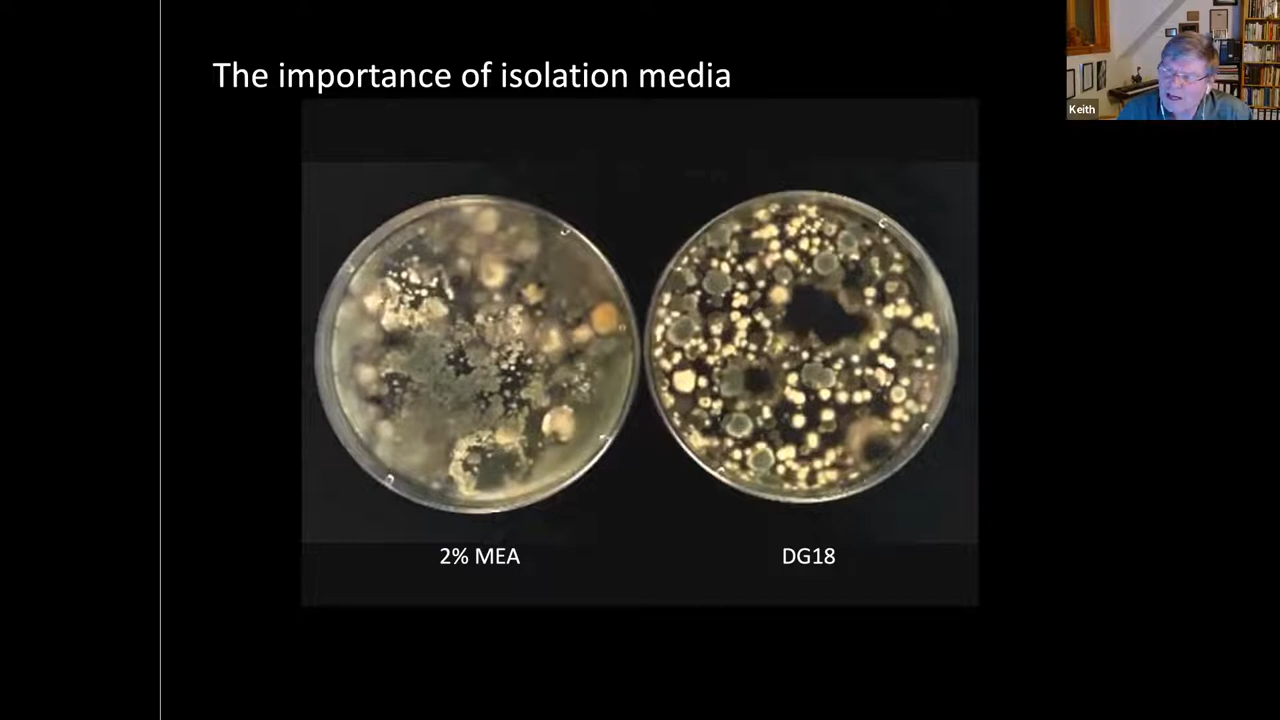 The importance of isolation media
Keith
2% MEA
DG18